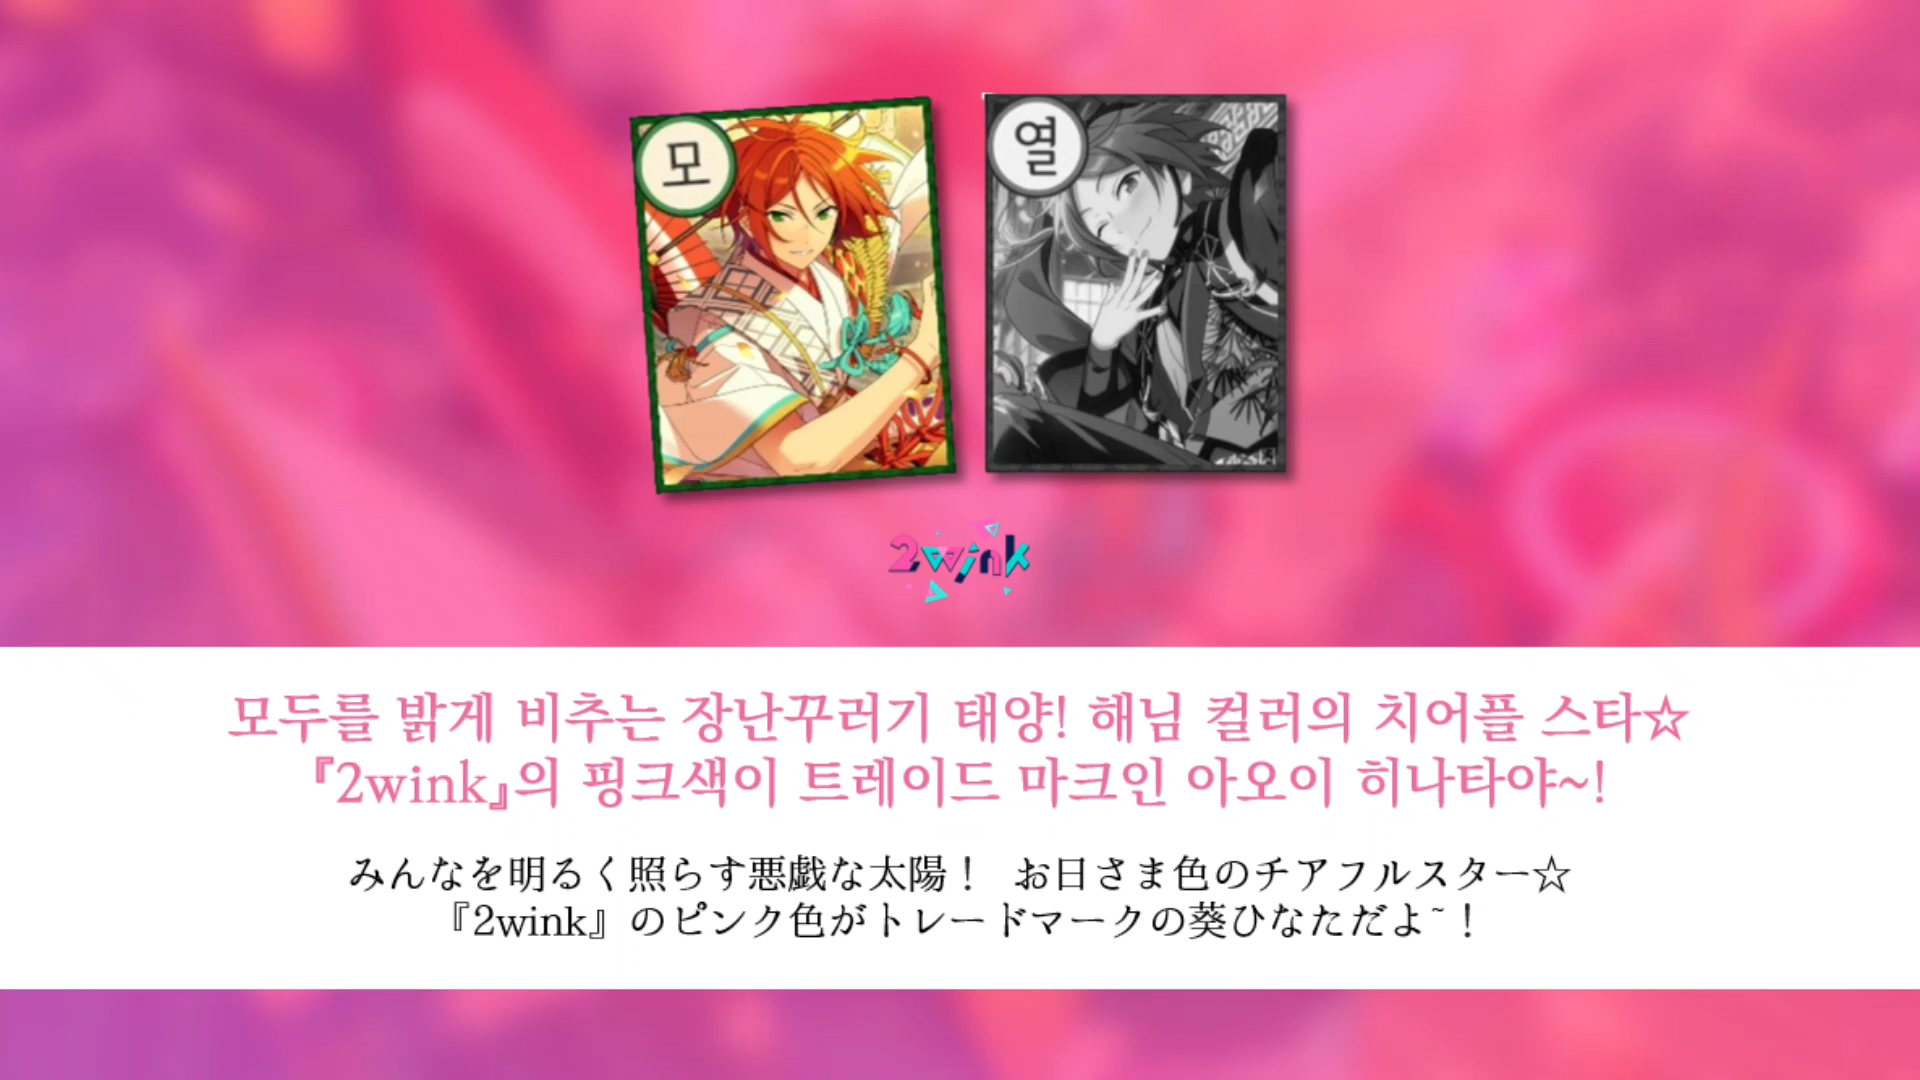 모
열
2wink
모두를 밝게 비추는 장난꾸러기 태양! 해님 컬러의 치어플 스타☆
『2wink』의 핑크색이 트레이드 마크인 아오이 히나타야~!
みんなを明るく照らす悪戯な太陽！ お日さま色のチアフルスター☆
『2wink』のピンク色がトレードマークの葵ひなただよ~！